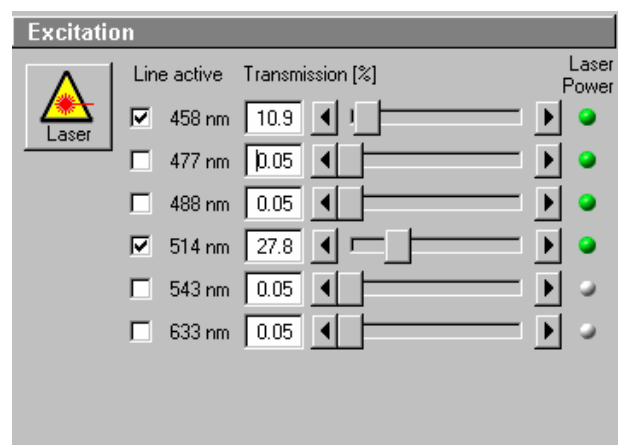 Excitation
Line active Transmission [%] Laser Power
Laser
458 nm 10.9
477 nm 0.05
488 nm 0.05
514 nm 27.8
543 nm 0.05
633 nm 0.05